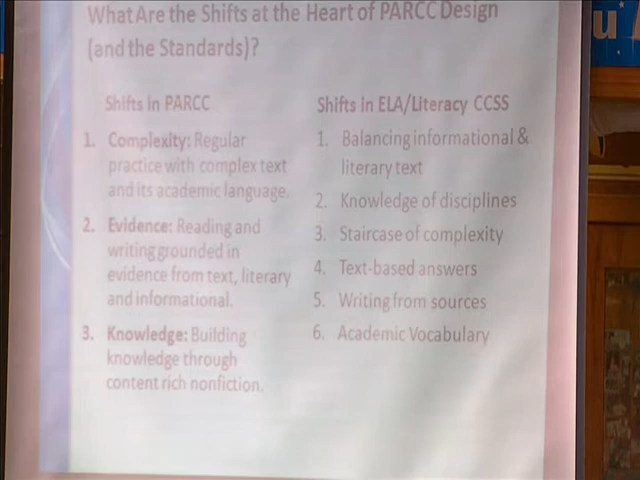 What Are the Shifts at the Heart of PARCC Design
(and the Standards)?
Shifts in PARCC
1. Complexity: Regular
practice with complex text
and its academic language.
2. Evidence: Reading and
writing grounded in
evidence from text, literary
and informational.
3. Knowledge: Building
knowledge through
content rich nonfiction.
Shifts in ELA/Literacy CCSS
1. Balancing informational &
literary text
2. Knowledge of disciplines
3. Staircase of complexity
4. Text-based answers
5. Writing from sources
6. Academic Vocabulary